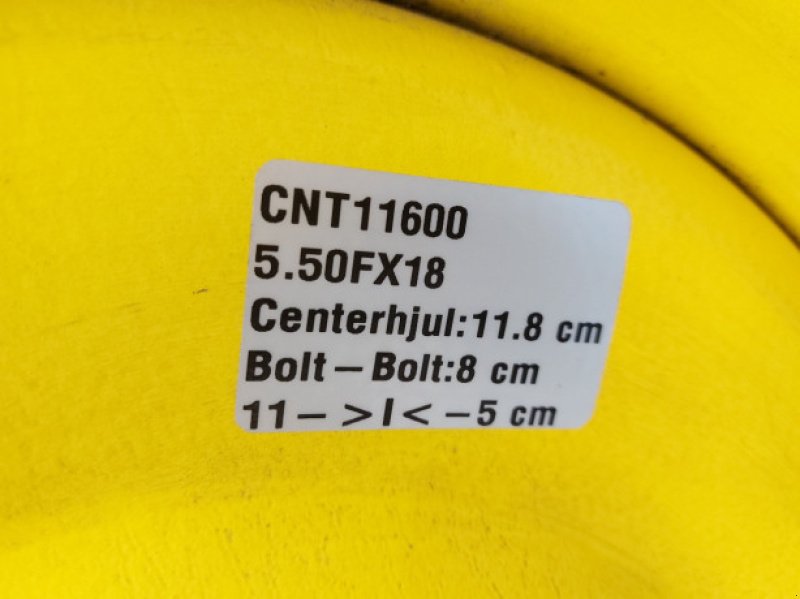 CNT11600
5.50FX18
Centerhjul:11.8 cm
Bolt-Bolt:8 cm
11->I<-5 cm